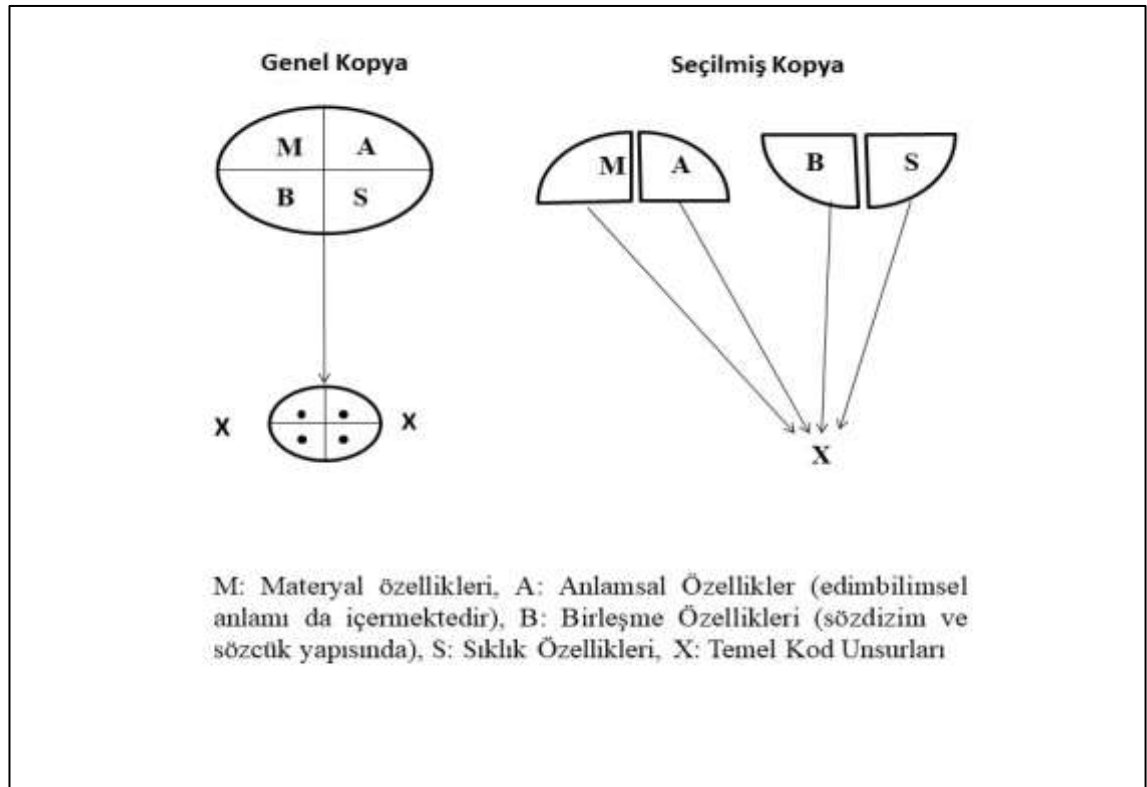 Genel Kopya
Seçilmiş Kopya
M A
B S
M A
B S
X X
X
M: Materyal özellikleri, A: Anlamsal Özellikler (edimbilimsel
anlamı da içermektedir), B: Birleşme Özellikleri (sözdizim ve
sözcük yapısında), S: Sıklık Özellikleri, X: Temel Kod Unsurları